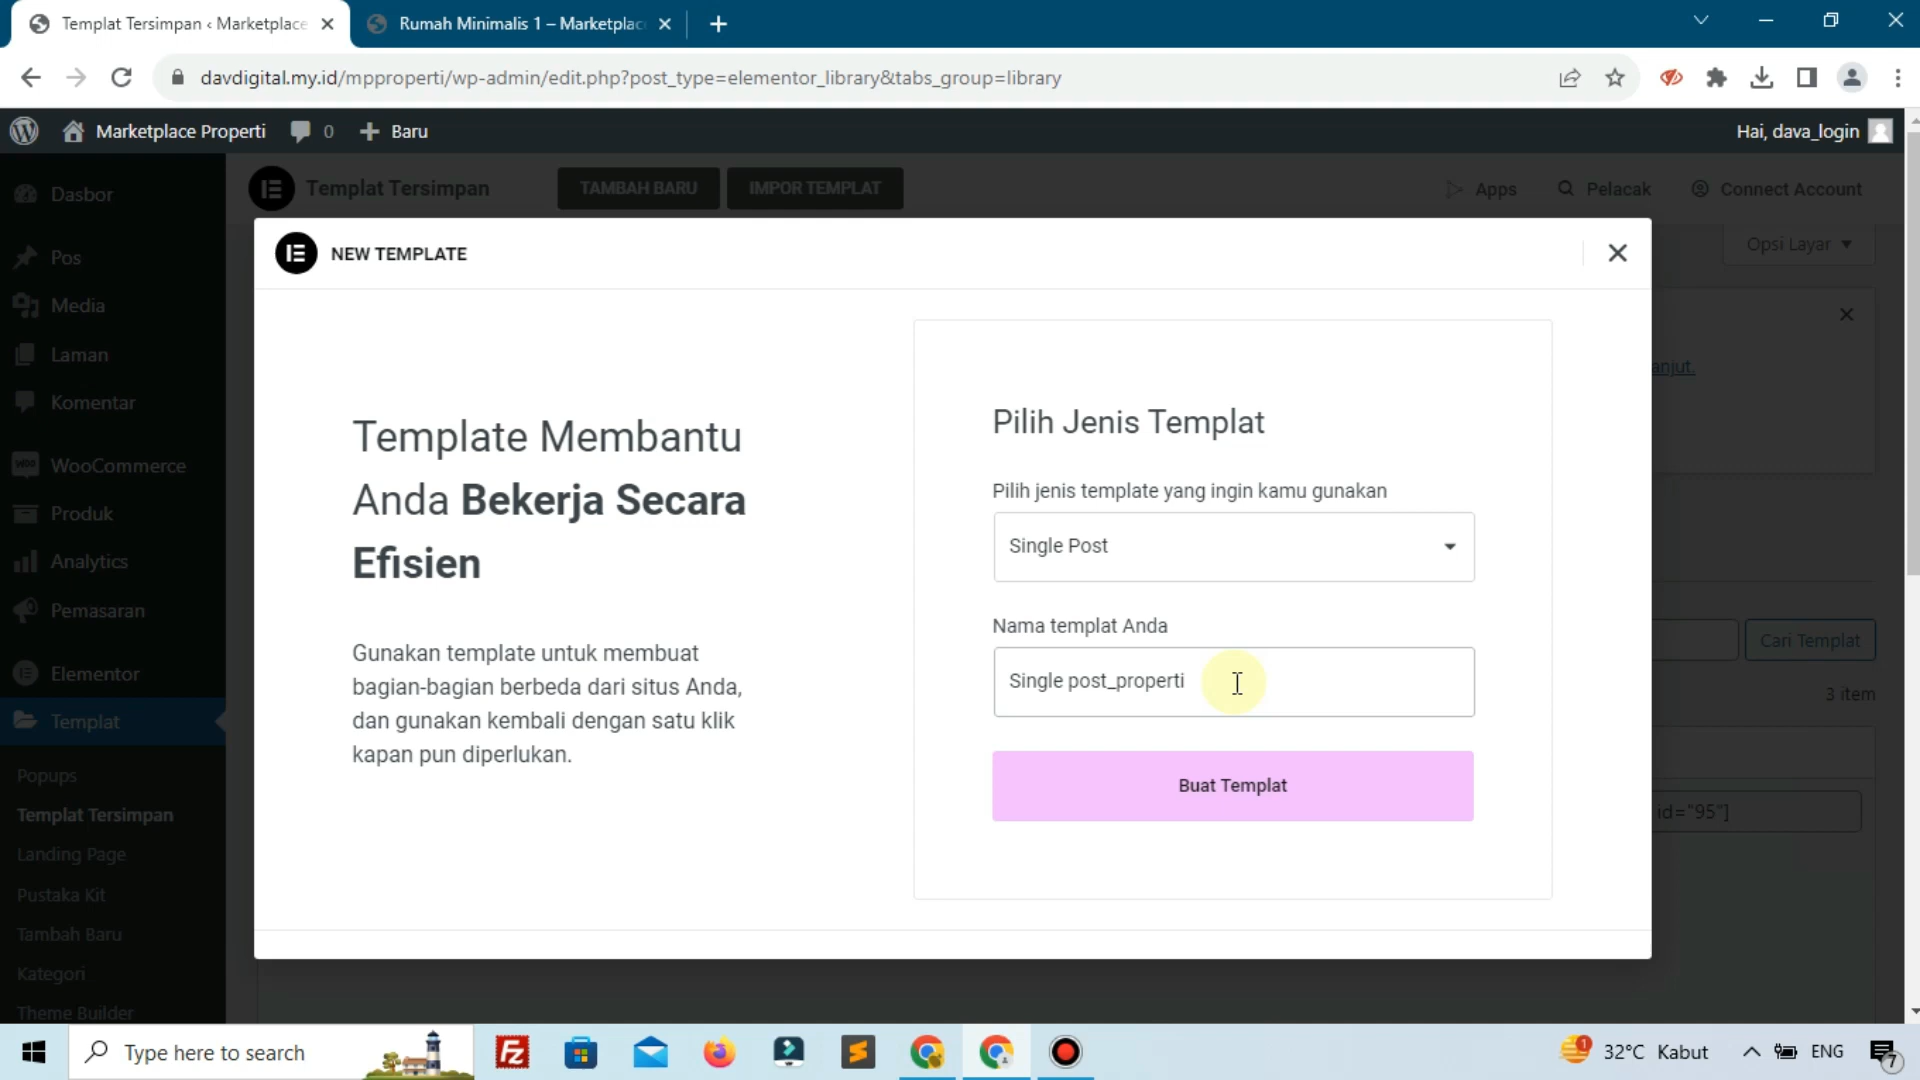 Templat Tersimpan ‹ Marketplace
Rumah Minimalis 1 – Marketplac
davdigital.my.id/mpproperti/wp-admin/edit.php?post_type=elementor_library&tabs_group=library
Marketplace Properti
0
Baru
Hai, dava_login
Dasbor
Pos
Media
Laman
Komentar
WooCommerce
Produk
Analytics
Pemasaran
Elementor
Templat
Popups
Templat Tersimpan
Landing Page
Pustaka Kit
Tambah Baru
Kategori
Theme Builder
Templat Tersimpan
TAMBAH BARU
IMPOR TEMPLAT
Apps
Pelacak
Connect Account
Opsi Layar
anjut.
Cari Templat
3 item
id="95"]
NEW TEMPLATE
Template Membantu
Anda Bekerja Secara
Efisien
Gunakan template untuk membuat
bagian-bagian berbeda dari situs Anda,
dan gunakan kembali dengan satu klik
kapan pun diperlukan.
Pilih Jenis Templat
Pilih jenis template yang ingin kamu gunakan
Single Post
Nama templat Anda
Single post_properti
Buat Templat
Type here to search
32°C Kabut
ENG
7